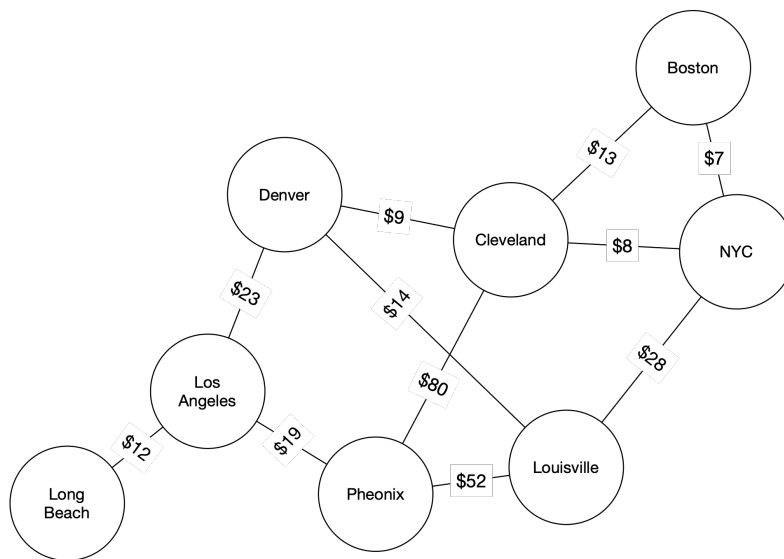 Boston
$13
$7
Denver
$9
Cleveland
$8
NYC
$23
$14
$28
$80
Los
Angeles
$12
$19
Long
Beach
Pheonix
$52
Louisville